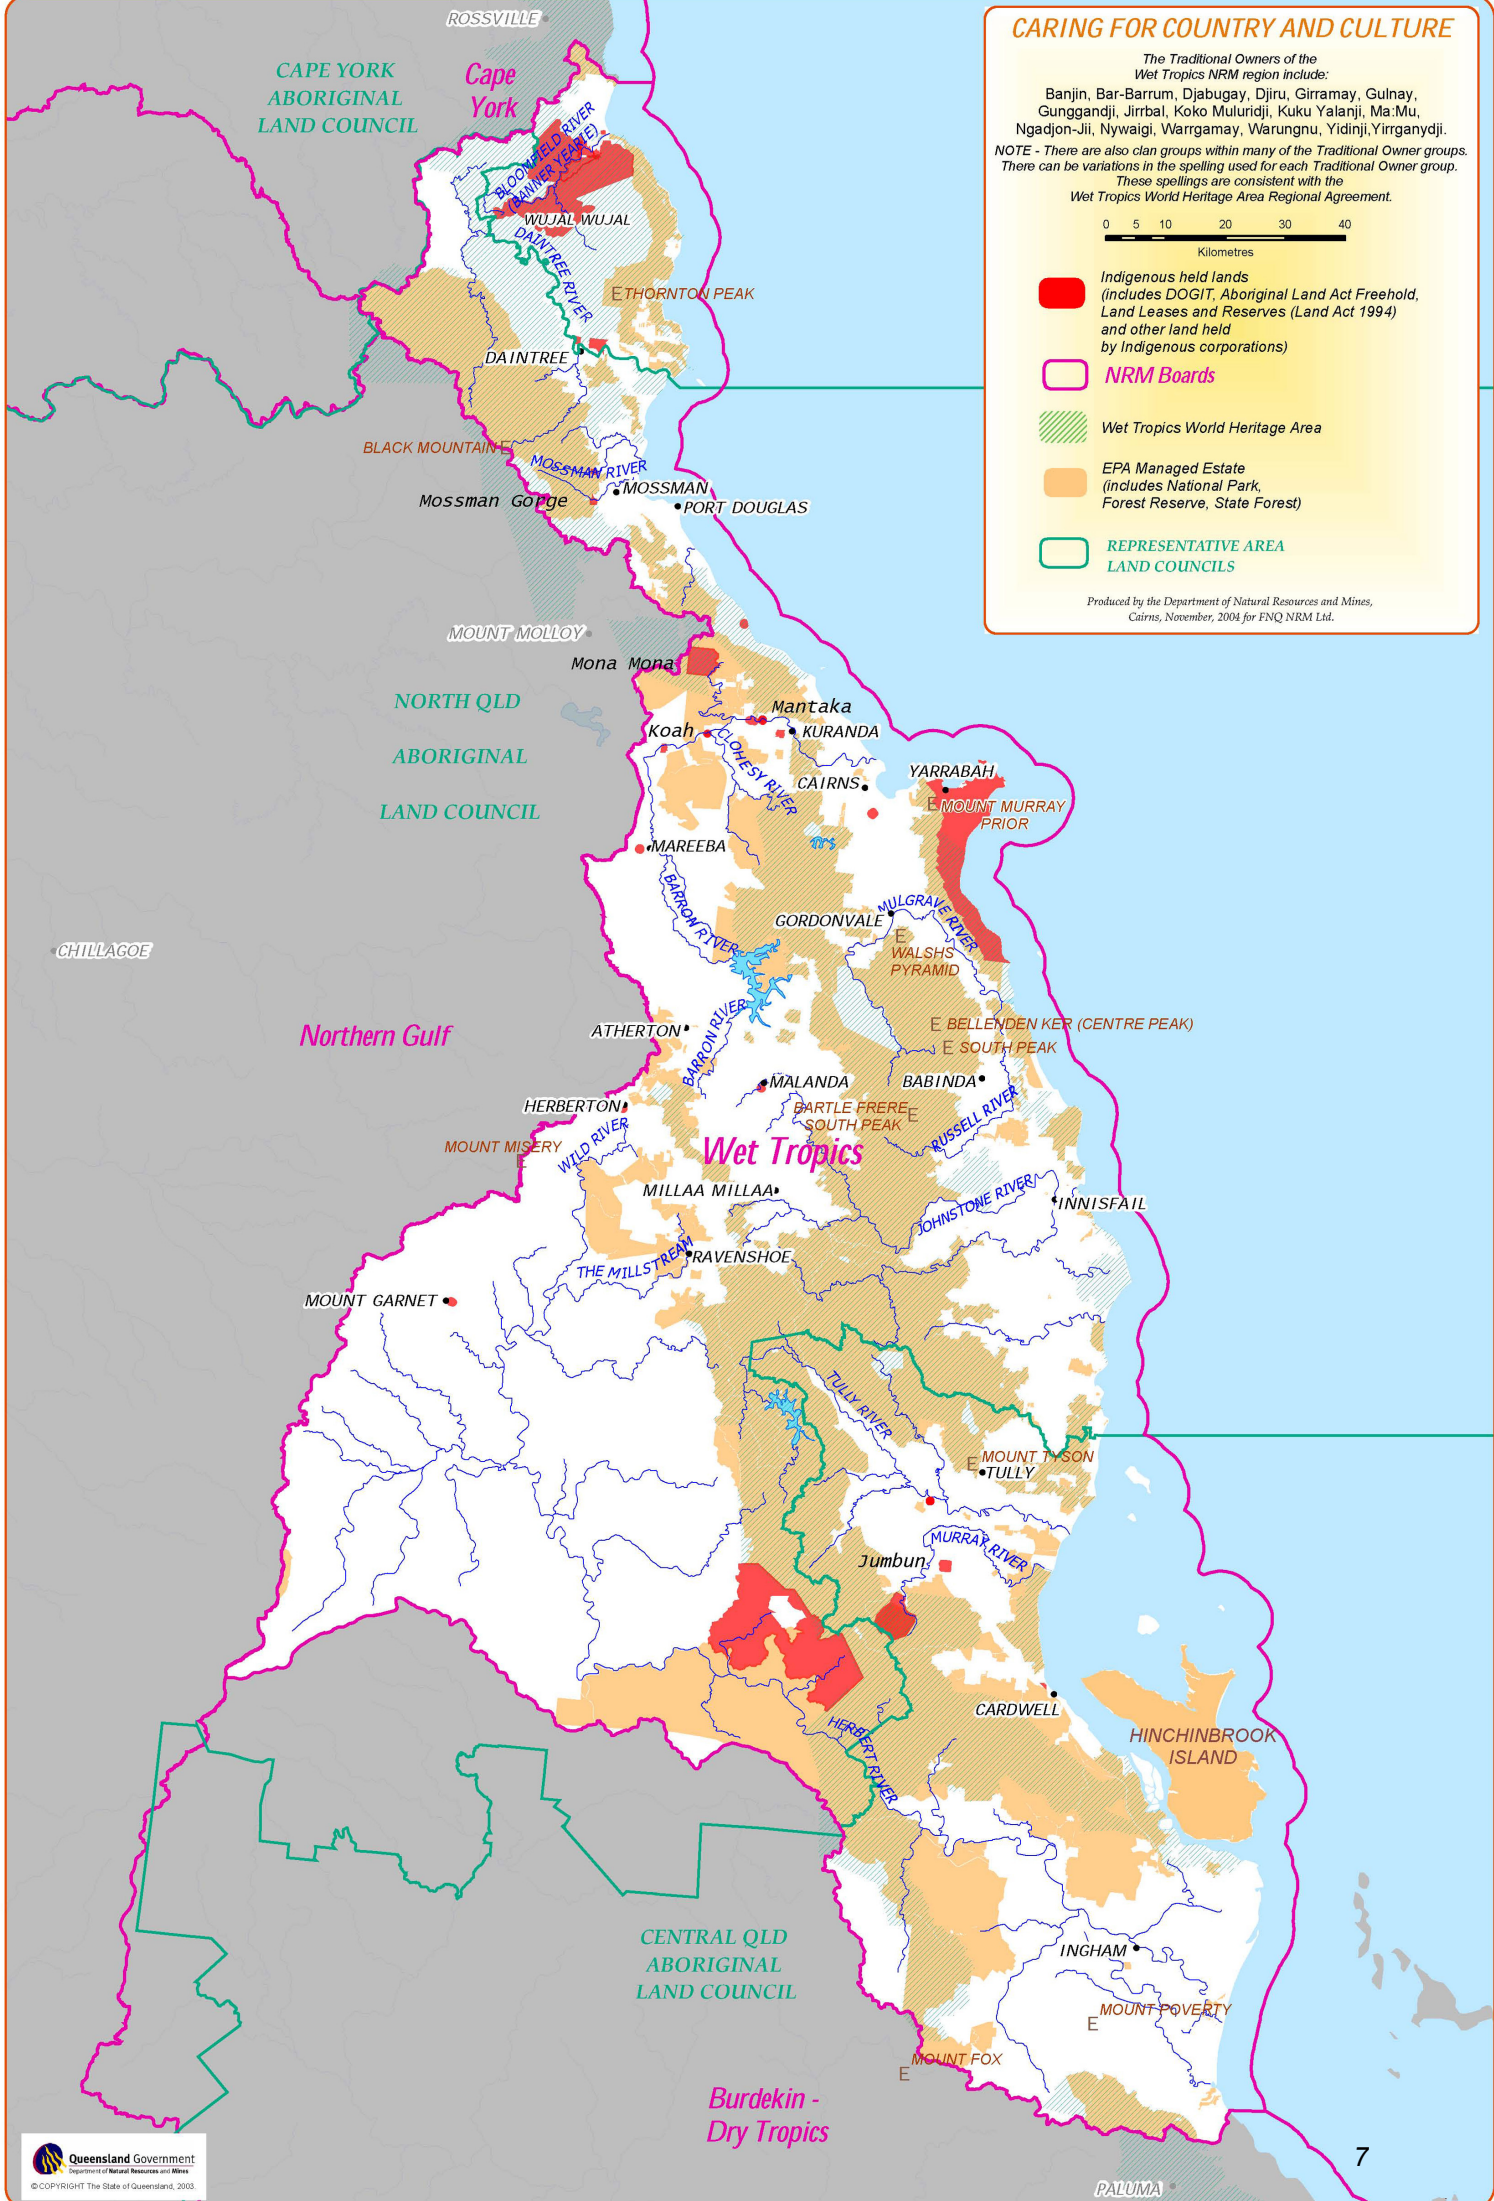 ROSSVILLE
CAPE YORK
ABORIGINAL
LAND COUNCIL
Cape
York
BLOOMFIELD RIVER
(BANNER YEARIE)
WUJAL WUJAL
DAINTREE RIVER
E THORNTON PEAK
DAINTREE
BLACK MOUNTAIN E
MOSSMAN RIVER
MOSSMAN
Mossman Gorge
PORT DOUGLAS
MOUNT MOLLOY
Mona Mona
NORTH QLD
ABORIGINAL
LAND COUNCIL
Mantaka
Koah
KURANDA
CLOHESY RIVER
CAIRNS
YARRABAH
E MOUNT MURRAY
PRIOR
MAREEBA
BARRON RIVER
GORDONVALE
MULGRAVE RIVER
E
WALSHS
PYRAMID
CHILLAGOE
Northern Gulf
ATHERTON
BARRON RIVER
E BELLENDEN KER (CENTRE PEAK)
E SOUTH PEAK
MALANDA
BABINDA
HERBERTON
BARTLE FRERE
SOUTH PEAK E
RUSSELL RIVER
WILD RIVER
MOUNT MISERY
E
Wet Tropics
MILLAA MILLAA
JOHNSTONE RIVER
INNISFAIL
THE MILLSTREAM
RAVENSHOE
MOUNT GARNET
TULLY RIVER
E MOUNT TYSON
TULLY
MURRAY RIVER
Jumbun
CARDWELL
HERBERT RIVER
HINCHINBROOK
ISLAND
CENTRAL QLD
ABORIGINAL
LAND COUNCIL
INGHAM
MOUNT POVERTY
E
MOUNT FOX
E
Burdekin -
Dry Tropics
PALUMA
7
CARING FOR COUNTRY AND CULTURE
The Traditional Owners of the
Wet Tropics NRM region include:
Banjin, Bar-Barrum, Djabugay, Djiru, Girramay, Gulnay,
Gunggandji, Jirrbal, Koko Muluridji, Kuku Yalanji, Ma:Mu,
Ngadjon-Jii, Nywaigi, Warrgamay, Warungnu, Yidinji,Yirrganydji.
NOTE - There are also clan groups within many of the Traditional Owner groups.
There can be variations in the spelling used for each Traditional Owner group.
These spellings are consistent with the
Wet Tropics World Heritage Area Regional Agreement.
0 5 10 20 30 40
Kilometres
Indigenous held lands
(includes DOGIT, Aboriginal Land Act Freehold,
Land Leases and Reserves (Land Act 1994)
and other land held
by Indigenous corporations)
NRM Boards
Wet Tropics World Heritage Area
EPA Managed Estate
(includes National Park,
Forest Reserve, State Forest)
REPRESENTATIVE AREA
LAND COUNCILS
Produced by the Department of Natural Resources and Mines,
Cairns, November, 2004 for FNQ NRM Ltd.
Queensland Government
Department of Natural Resources and Mines
© COPYRIGHT The State of Queensland, 2003.